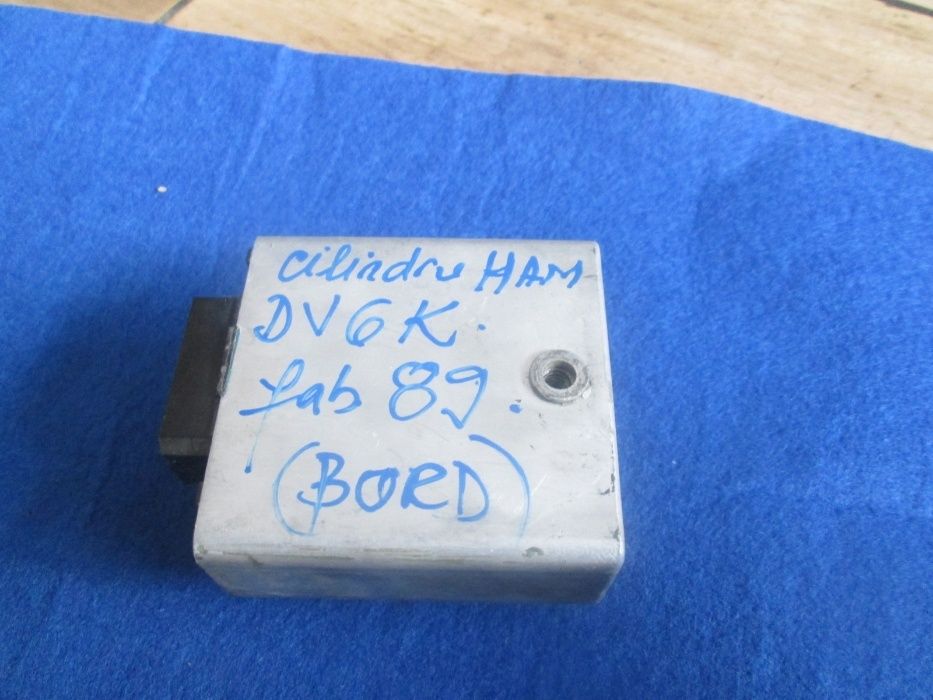 cilindru HAM
DV6K.
fab 89.
(BORD)